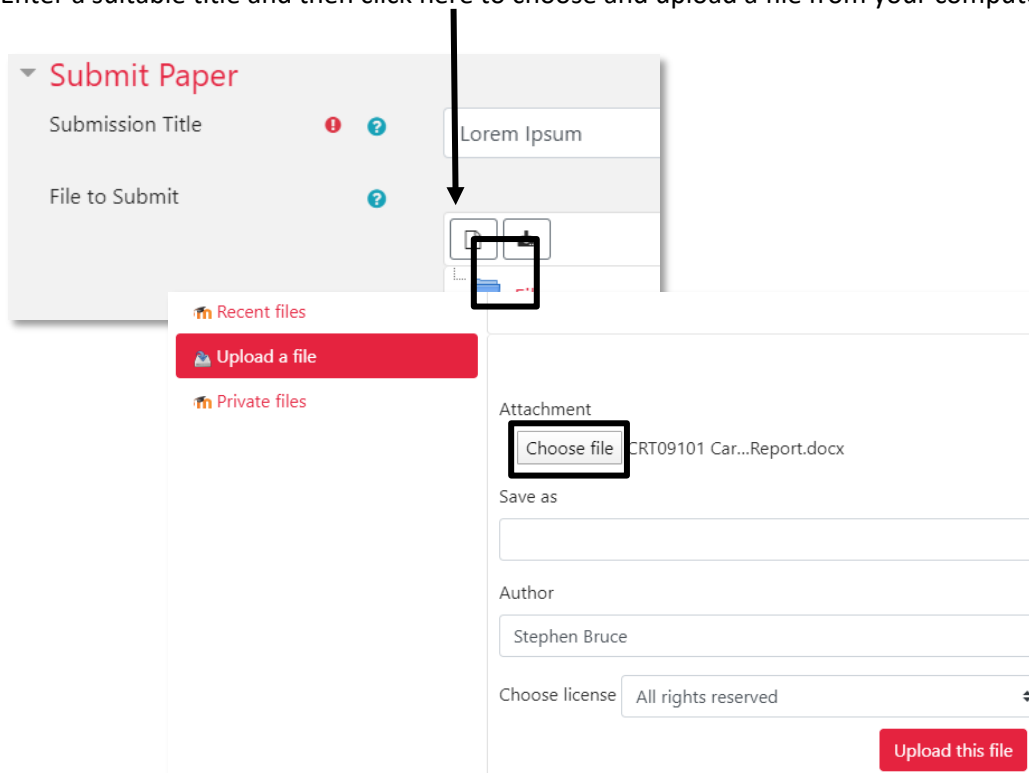 Enter a suitable title and then click here to choose and upload a file from your compute
Submit Paper
Submission Title
Lorem Ipsum
File to Submit
Recent files
Upload a file
Private files
Attachment
Choose file CRT09101 Car...Report.docx
Save as
Author
Stephen Bruce
Choose license All rights reserved
Upload this file